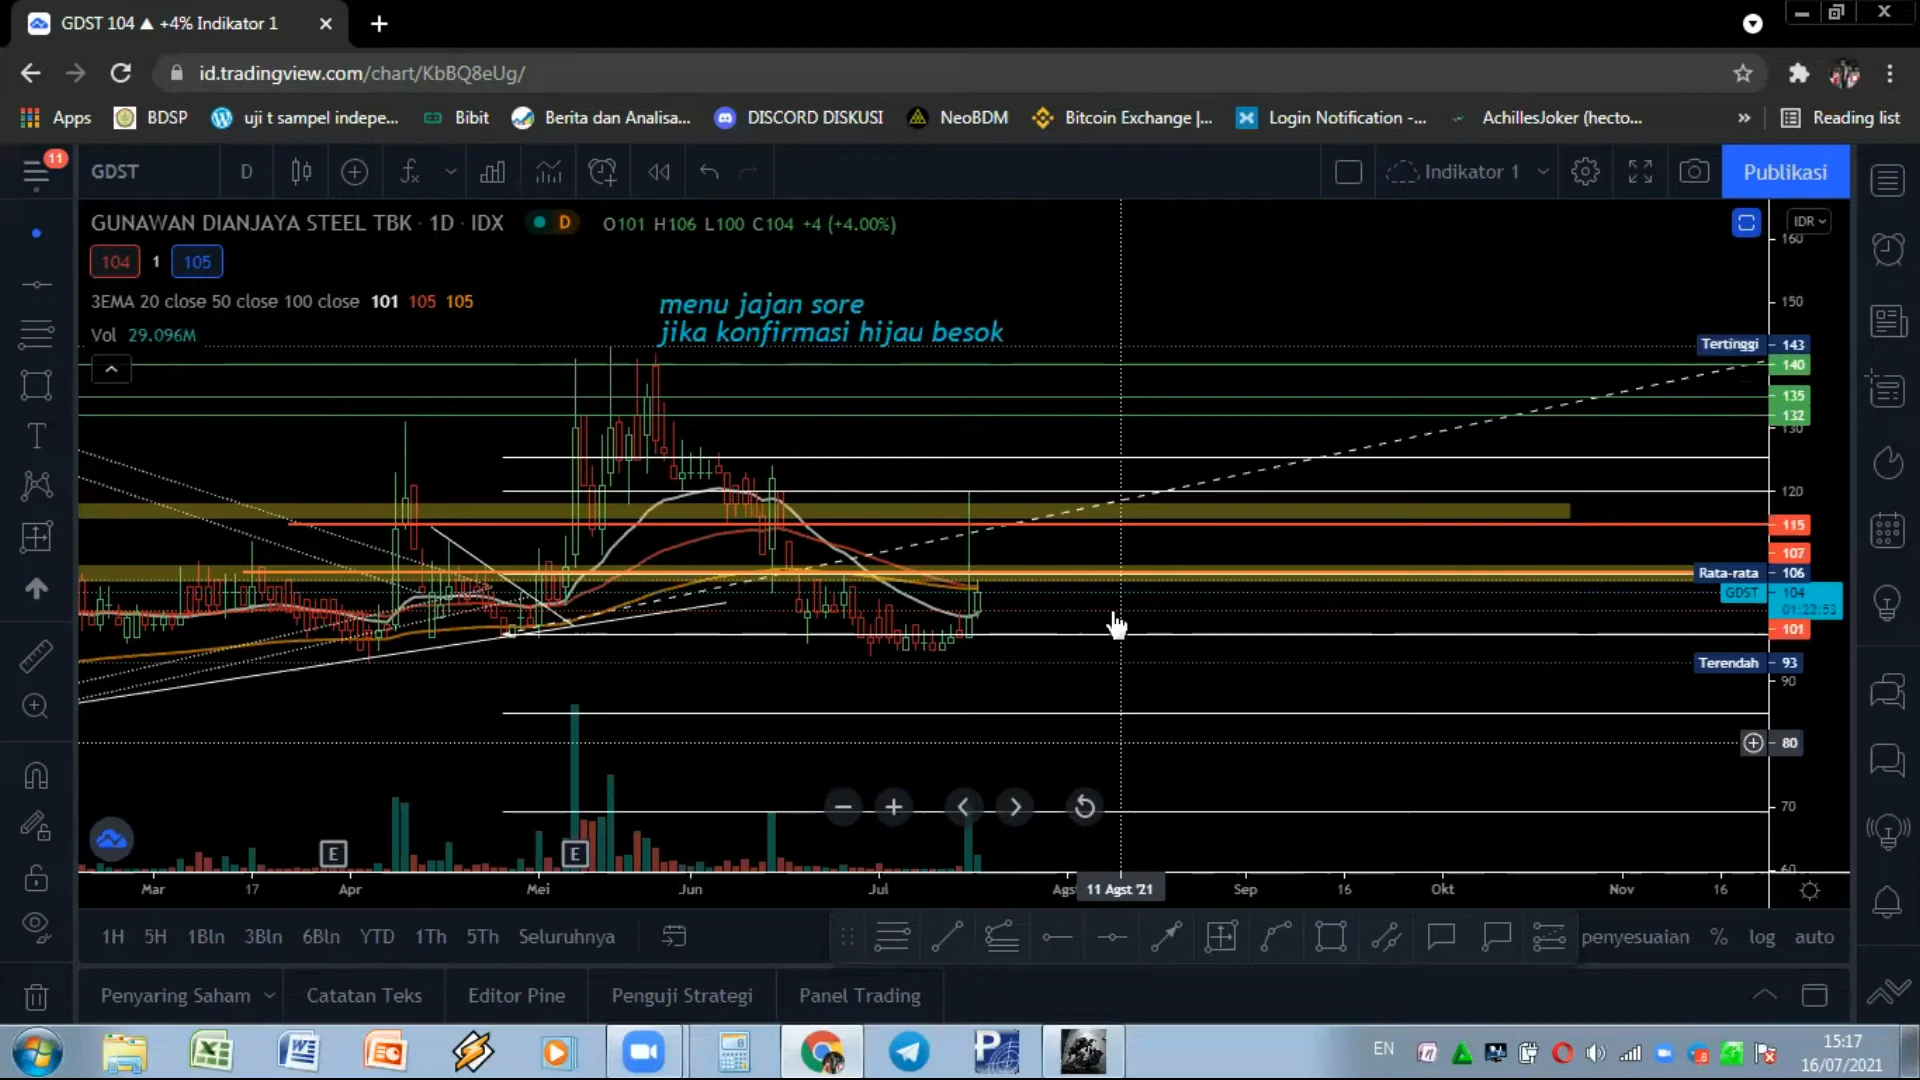 GDST 104 ▲ +4% Indikator 1
id.tradingview.com/chart/KbBQ8eUg/
Apps
BDSP
uji t sampel indepe...
Bibit
Berita dan Analisa...
DISCORD DISKUSI
NeoBDM
Bitcoin Exchange |...
Login Notification -...
AchillesJoker (hecto...
»
Reading list
11
GDST
D
Indikator 1
Publikasi
GUNAWAN DIANJAYA STEEL TBK · 1D · IDX
D
O101 H106 L100 C104 +4 (+4.00%)
IDR
104
1
105
3EMA 20 close 50 close 100 close 101 105 105
Vol 29.096M
menu jajan sore
jika konfirmasi hijau besok
160
150
Tertinggi 143
140
135
132
130
120
115
107
Rata-rata 106
GDST 104
01:22:53
101
Terendah 93
90
80
70
60
E
E
Mar
17
Apr
Mei
Jun
Jul
Agst
11 Agst '21
Sep
16
Okt
Nov
16
1H
5H
1Bln
3Bln
6Bln
YTD
1Th
5Th
Seluruhnya
penyesuaian
%
log
auto
Penyaring Saham
Catatan Teks
Editor Pine
Penguji Strategi
Panel Trading
EN
15:17
16/07/2021